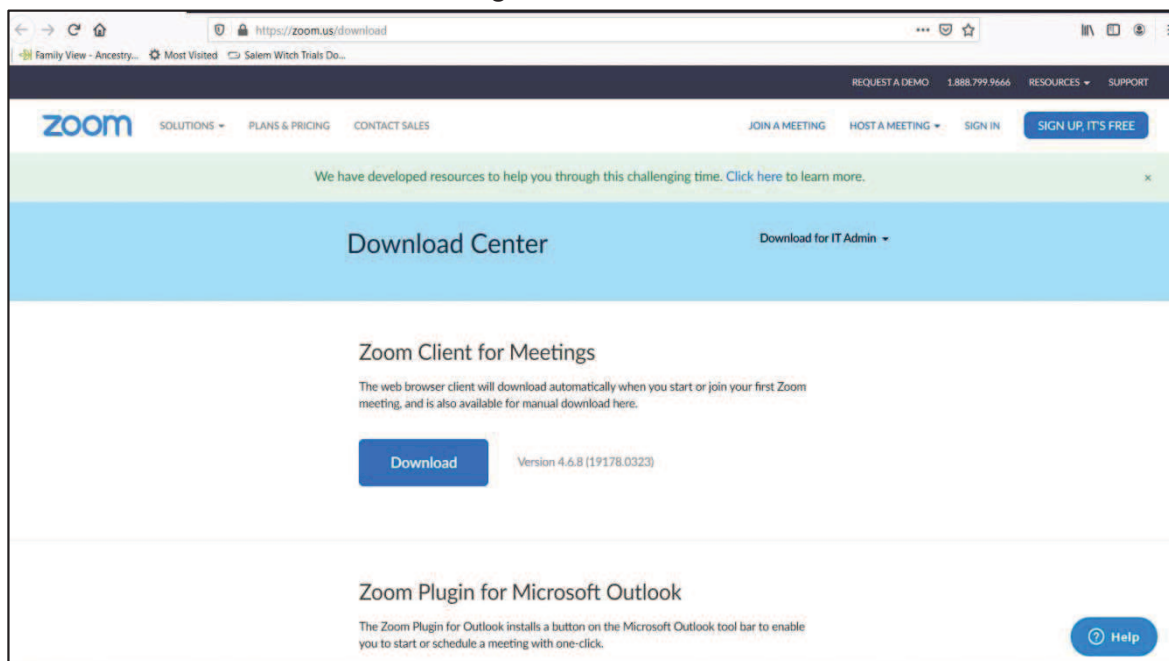 https://zoom.us/download
Family View - Ancestry... Most Visited Salem Witch Trials Do...
REQUEST A DEMO 1.888.799.9666 RESOURCES SUPPORT
zoom SOLUTIONS PLANS & PRICING CONTACT SALES JOIN A MEETING HOST A MEETING SIGN IN SIGN UP, IT'S FREE
We have developed resources to help you through this challenging time. Click here to learn more. ×
Download Center Download for IT Admin
Zoom Client for Meetings
The web browser client will download automatically when you start or join your first Zoom
meeting, and is also available for manual download here.
Download Version 4.6.8 (19178.0323)
Zoom Plugin for Microsoft Outlook
The Zoom Plugin for Outlook installs a button on the Microsoft Outlook tool bar to enable
you to start or schedule a meeting with one-click.
Help